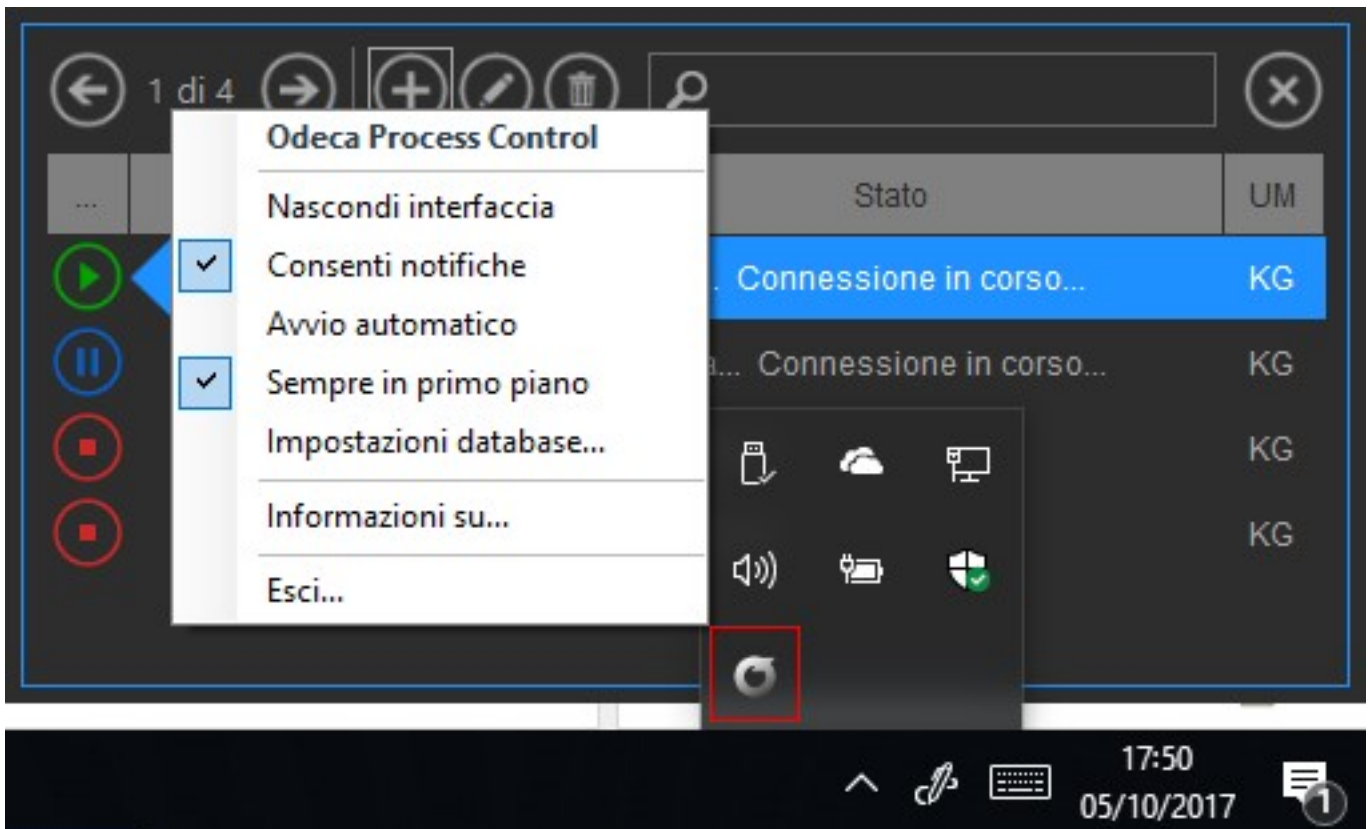 1 di 4
Odeca Process Control
Nascondi interfaccia
Consenti notifiche
Avvio automatico
Sempre in primo piano
Impostazioni database...
Informazioni su...
Esci...
... Stato UM
. Connessione in corso... KG
... Connessione in corso... KG
KG
KG
17:50
05/10/2017
1